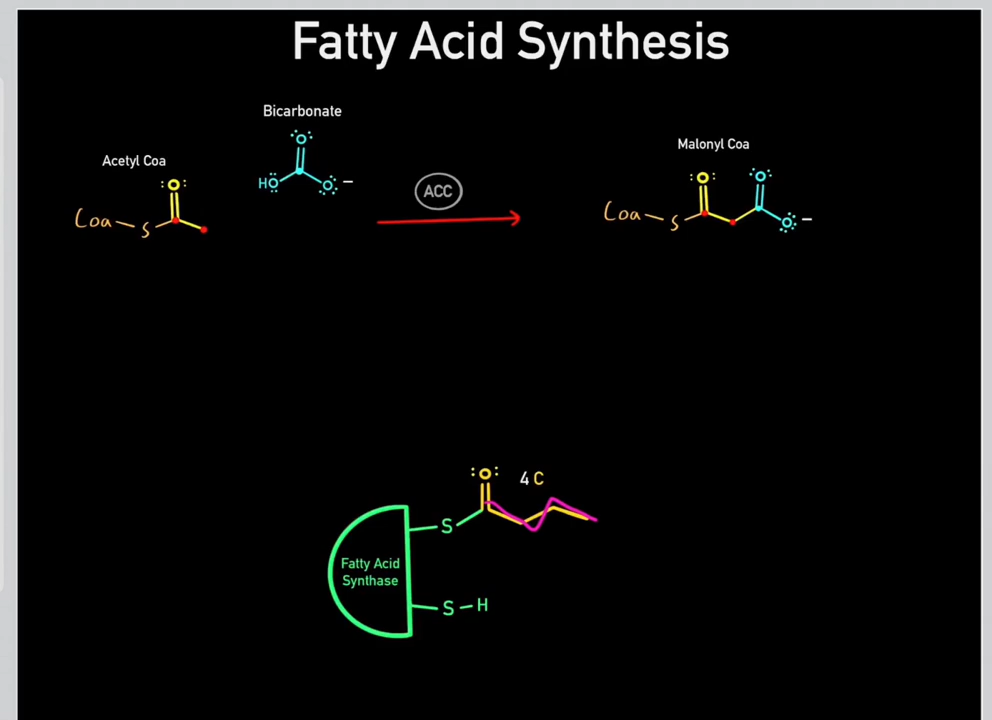 Fatty Acid Synthesis
Bicarbonate
Acetyl Coa
Malonyl Coa
O
HO
O
−
ACC
O
Coa
S
O
O
Coa
S
O
−
O
4 C
S
Fatty Acid
Synthase
S
H